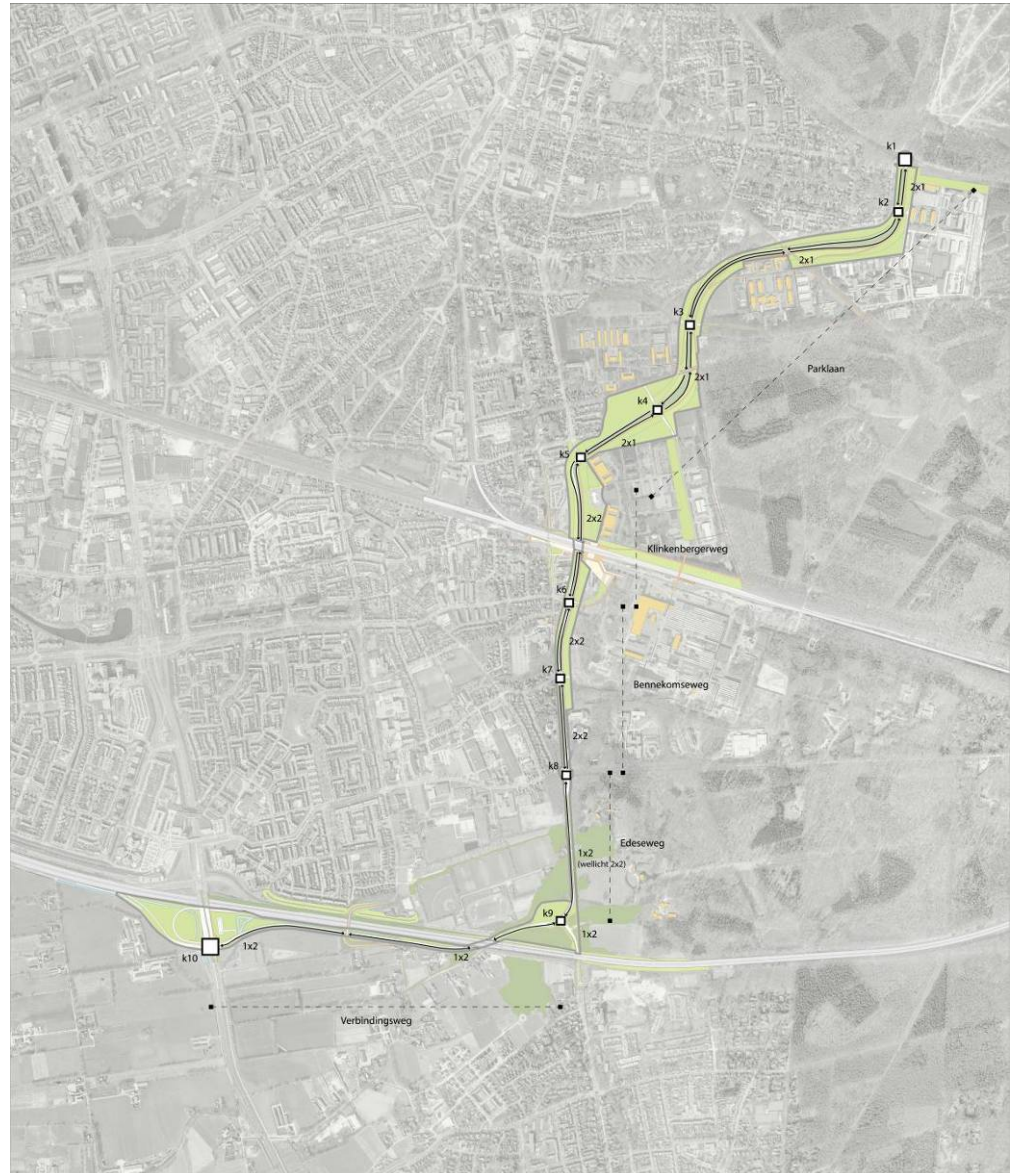 k1
2x1
k2
2x1
k3
Parklaan
2x1
k4
2x1
k5
2x2
Klinkenbergerweg
k6
2x2
k7
Bennekomseweg
2x2
k8
Edeseweg
1x2
(wellicht 2x2)
k9
1x2
1x2
1x2
k10
Verbindingsweg